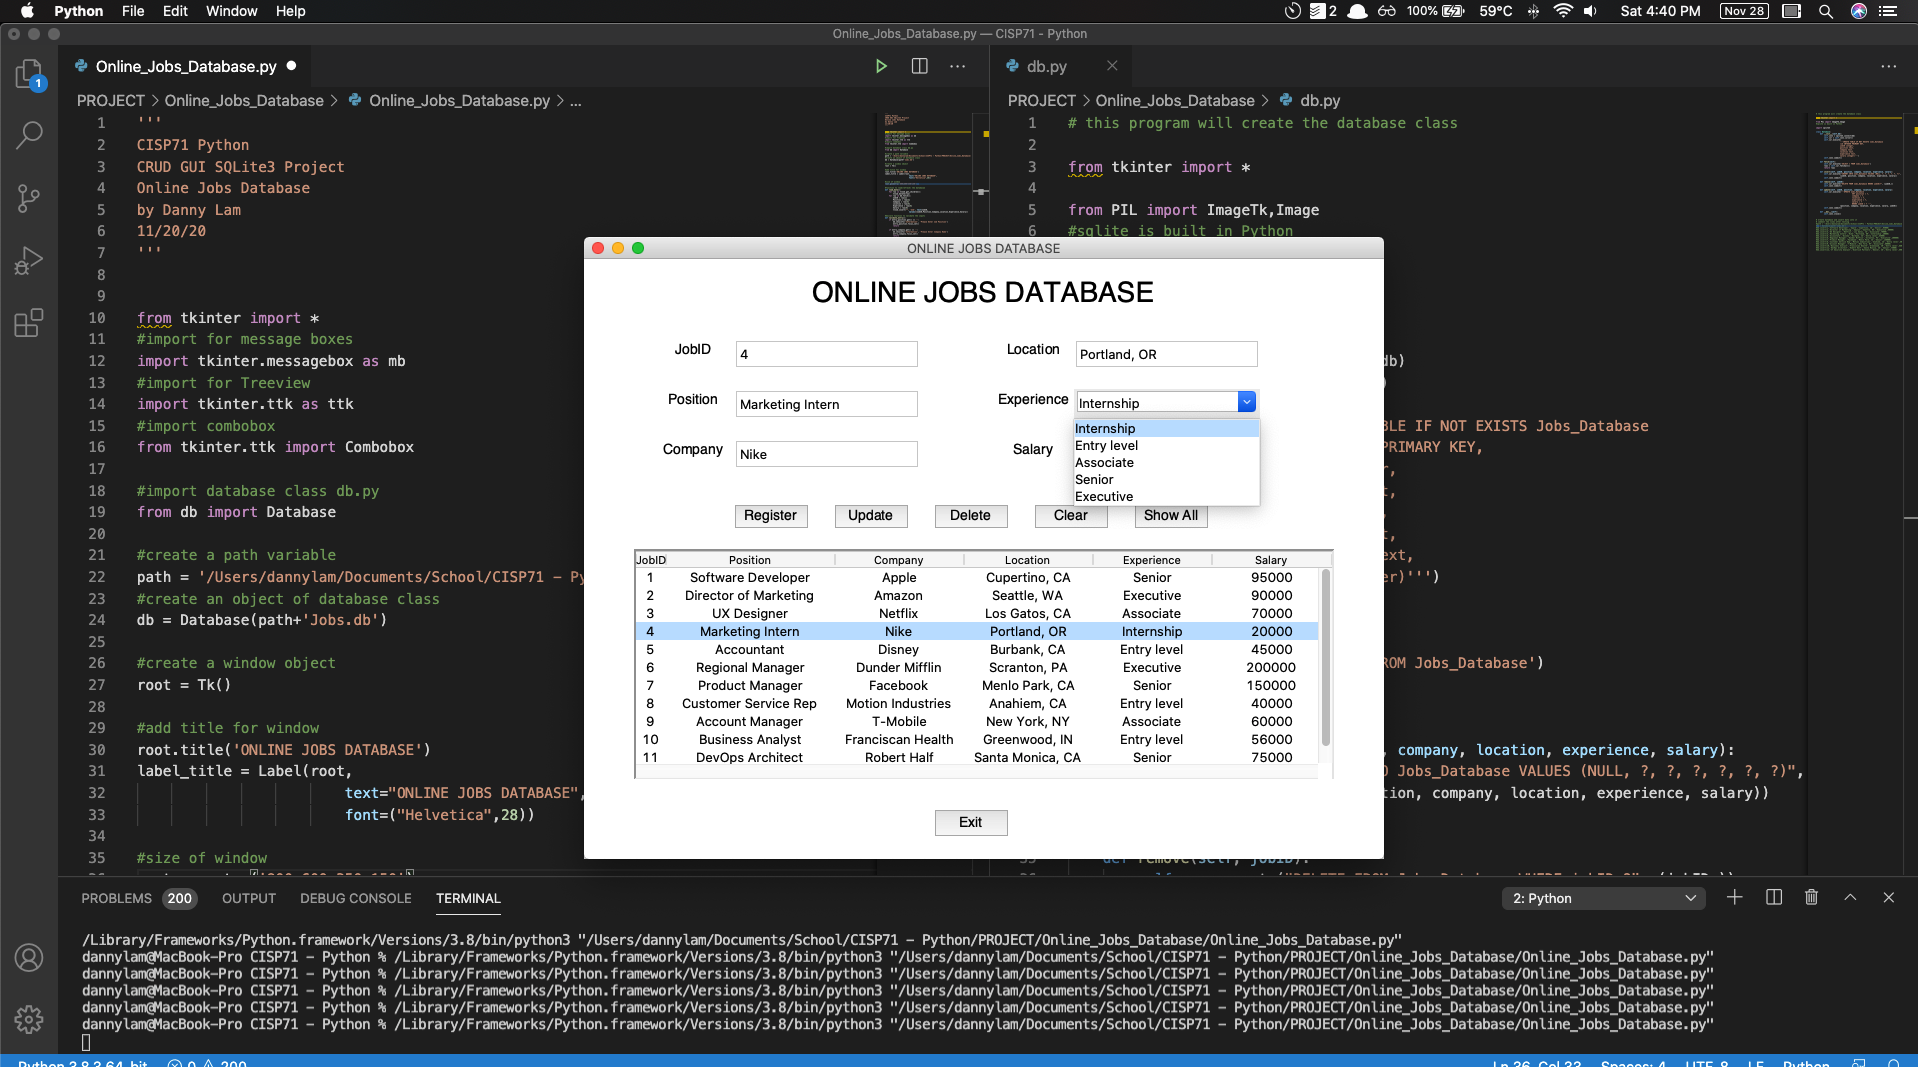 Python File Edit Window Help
2 100% 59°C Sat 4:40 PM Nov 28
Online_Jobs_Database.py — CISP71 - Python
1
Online_Jobs_Database.py
PROJECT > Online_Jobs_Database > Online_Jobs_Database.py > ...
1 '''
2 CISP71 Python
3 CRUD GUI SQLite3 Project
4 Online Jobs Database
5 by Danny Lam
6 11/20/20
7 '''
8
9
10 from tkinter import *
11 #import for message boxes
12 import tkinter.messagebox as mb
13 #import for Treeview
14 import tkinter.ttk as ttk
15 #import combobox
16 from tkinter.ttk import Combobox
17
18 #import database class db.py
19 from db import Database
20
21 #create a path variable
22 path = '/Users/dannylam/Documents/School/CISP71 - Py
23 #create an object of database class
24 db = Database(path+'Jobs.db')
25
26 #create a window object
27 root = Tk()
28
29 #add title for window
30 root.title('ONLINE JOBS DATABASE')
31 label_title = Label(root,
32 text="ONLINE JOBS DATABASE",
33 font=("Helvetica",28))
34
35 #size of window
db.py
PROJECT > Online_Jobs_Database > db.py
1 # this program will create the database class
2
3 from tkinter import *
4
5 from PIL import ImageTk,Image
6 #sqlite is built in Python
db)
)
BLE IF NOT EXISTS Jobs_Database
PRIMARY KEY,
,
t,
,
t,
ext,
er)''')
ROM Jobs_Database')
, company, location, experience, salary):
O Jobs_Database VALUES (NULL, ?, ?, ?, ?, ?)",
tion, company, location, experience, salary))
def remove(self, jobID):
ONLINE JOBS DATABASE
ONLINE JOBS DATABASE
JobID 4 Location Portland, OR
Position Marketing Intern Experience Internship
Company Nike Salary
Internship
Entry level
Associate
Senior
Executive
Register Update Delete Clear Show All
JobID Position Company Location Experience Salary
1 Software Developer Apple Cupertino, CA Senior 95000
2 Director of Marketing Amazon Seattle, WA Executive 90000
3 UX Designer Netflix Los Gatos, CA Associate 70000
4 Marketing Intern Nike Portland, OR Internship 20000
5 Accountant Disney Burbank, CA Entry level 45000
6 Regional Manager Dunder Mifflin Scranton, PA Executive 200000
7 Product Manager Facebook Menlo Park, CA Senior 150000
8 Customer Service Rep Motion Industries Anahiem, CA Entry level 40000
9 Account Manager T-Mobile New York, NY Associate 60000
10 Business Analyst Franciscan Health Greenwood, IN Entry level 56000
11 DevOps Architect Robert Half Santa Monica, CA Senior 75000
Exit
PROBLEMS 200 OUTPUT DEBUG CONSOLE TERMINAL
2: Python
/Library/Frameworks/Python.framework/Versions/3.8/bin/python3 "/Users/dannylam/Documents/School/CISP71 - Python/PROJECT/Online_Jobs_Database/Online_Jobs_Database.py"
dannylam@MacBook-Pro CISP71 - Python % /Library/Frameworks/Python.framework/Versions/3.8/bin/python3 "/Users/dannylam/Documents/School/CISP71 - Python/PROJECT/Online_Jobs_Database/Online_Jobs_Database.py"
dannylam@MacBook-Pro CISP71 - Python % /Library/Frameworks/Python.framework/Versions/3.8/bin/python3 "/Users/dannylam/Documents/School/CISP71 - Python/PROJECT/Online_Jobs_Database/Online_Jobs_Database.py"
dannylam@MacBook-Pro CISP71 - Python % /Library/Frameworks/Python.framework/Versions/3.8/bin/python3 "/Users/dannylam/Documents/School/CISP71 - Python/PROJECT/Online_Jobs_Database/Online_Jobs_Database.py"
dannylam@MacBook-Pro CISP71 - Python % /Library/Frameworks/Python.framework/Versions/3.8/bin/python3 "/Users/dannylam/Documents/School/CISP71 - Python/PROJECT/Online_Jobs_Database/Online_Jobs_Database.py"
dannylam@MacBook-Pro CISP71 - Python % /Library/Frameworks/Python.framework/Versions/3.8/bin/python3 "/Users/dannylam/Documents/School/CISP71 - Python/PROJECT/Online_Jobs_Database/Online_Jobs_Database.py"
Python 3.8.3 64-bit 0 200 Ln 36, Col 33 Spaces: 4 UTF-8 LF Python